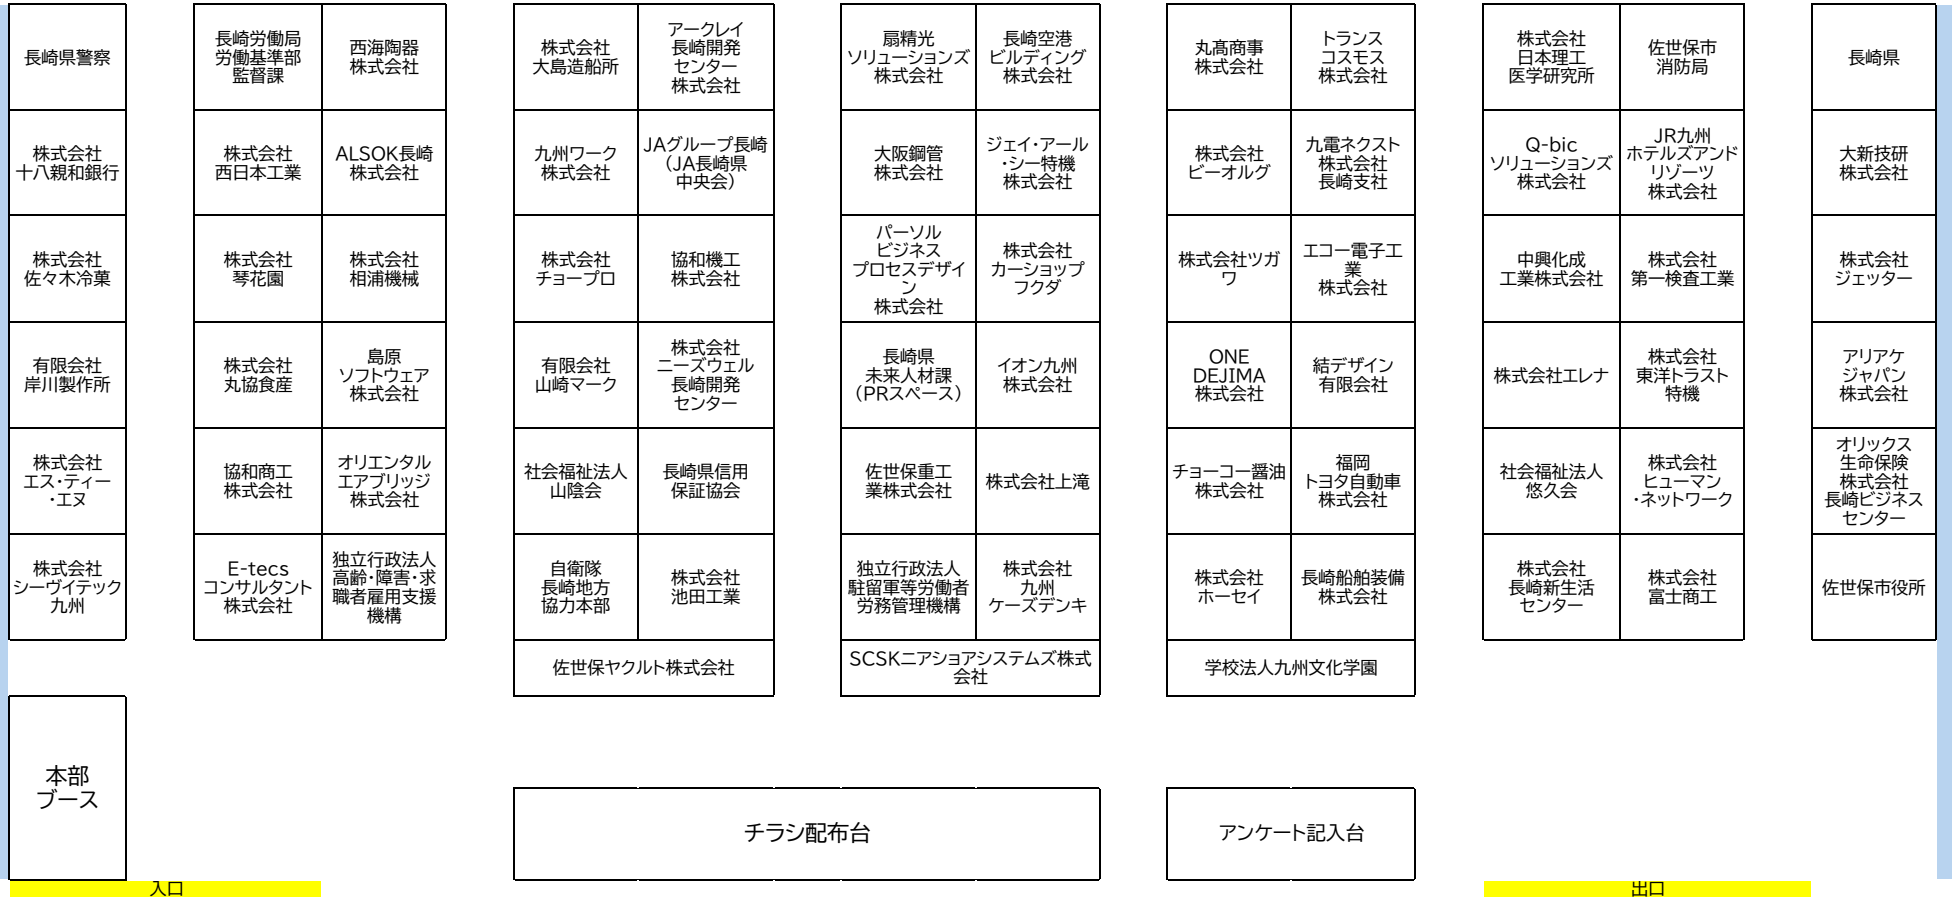 長崎県警察
長崎労働局
労働基準部
監督課
西海陶器
株式会社
株式会社
大島造船所
アークレイ
長崎開発
センター
株式会社
扇精光
ソリューションズ
株式会社
長崎空港
ビルディング
株式会社
丸髙商事
株式会社
トランス
コスモス
株式会社
株式会社
日本理工
医学研究所
佐世保市
消防局
長崎県
株式会社
十八親和銀行
株式会社
西日本工業
ALSOK長崎
株式会社
九州ワーク
株式会社
JAグループ長崎
（JA長崎県
中央会）
大阪鋼管
株式会社
ジェイ・アール
・シー特機
株式会社
株式会社
ビーオルグ
九電ネクスト
株式会社
長崎支社
Q-bic
ソリューションズ
株式会社
JR九州
ホテルズアンド
リゾーツ
株式会社
大新技研
株式会社
株式会社
佐々木冷菓
株式会社
琴花園
株式会社
相浦機械
株式会社
チョープロ
協和機工
株式会社
パーソル
ビジネス
プロセスデザイ
ン
株式会社
株式会社
カーショップ
フクダ
株式会社ツガ
ワ
エコー電子工
業
株式会社
中興化成
工業株式会社
株式会社
第一検査工業
株式会社
ジェッター
有限会社
岸川製作所
株式会社
丸協食産
島原
ソフトウェア
株式会社
有限会社
山崎マーク
株式会社
ニーズウェル
長崎開発
センター
長崎県
未来人材課
（PRスペース）
イオン九州
株式会社
ONE
DEJIMA
株式会社
結デザイン
有限会社
株式会社エレナ
株式会社
東洋トラスト
特機
アリアケ
ジャパン
株式会社
株式会社
エス・ティー
・エヌ
協和商工
株式会社
オリエンタル
エアブリッジ
株式会社
社会福祉法人
山陰会
長崎県信用
保証協会
佐世保重工
業株式会社
株式会社上滝
チョーコー醤油
株式会社
福岡
トヨタ自動車
株式会社
社会福祉法人
悠久会
株式会社
ヒューマン
・ネットワーク
オリックス
生命保険
株式会社
長崎ビジネス
センター
株式会社
シーヴイテック
九州
E-tecs
コンサルタント
株式会社
独立行政法人
高齢・障害・求
職者雇用支援
機構
自衛隊
長崎地方
協力本部
株式会社
池田工業
独立行政法人
駐留軍等労働者
労務管理機構
株式会社
九州
ケーズデンキ
株式会社
ホーセイ
長崎船舶装備
株式会社
株式会社
長崎新生活
センター
株式会社
富士商工
佐世保市役所
佐世保ヤクルト株式会社
SCSKニアショアシステムズ株式
会社
学校法人九州文化学園
本部
ブース
チラシ配布台
アンケート記入台
入口
出口